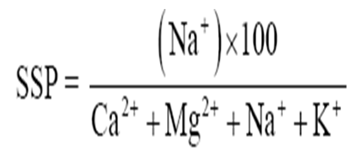 (Na⁺)×100
SSP =
Ca²⁺ + Mg²⁺ + Na⁺ + K⁺